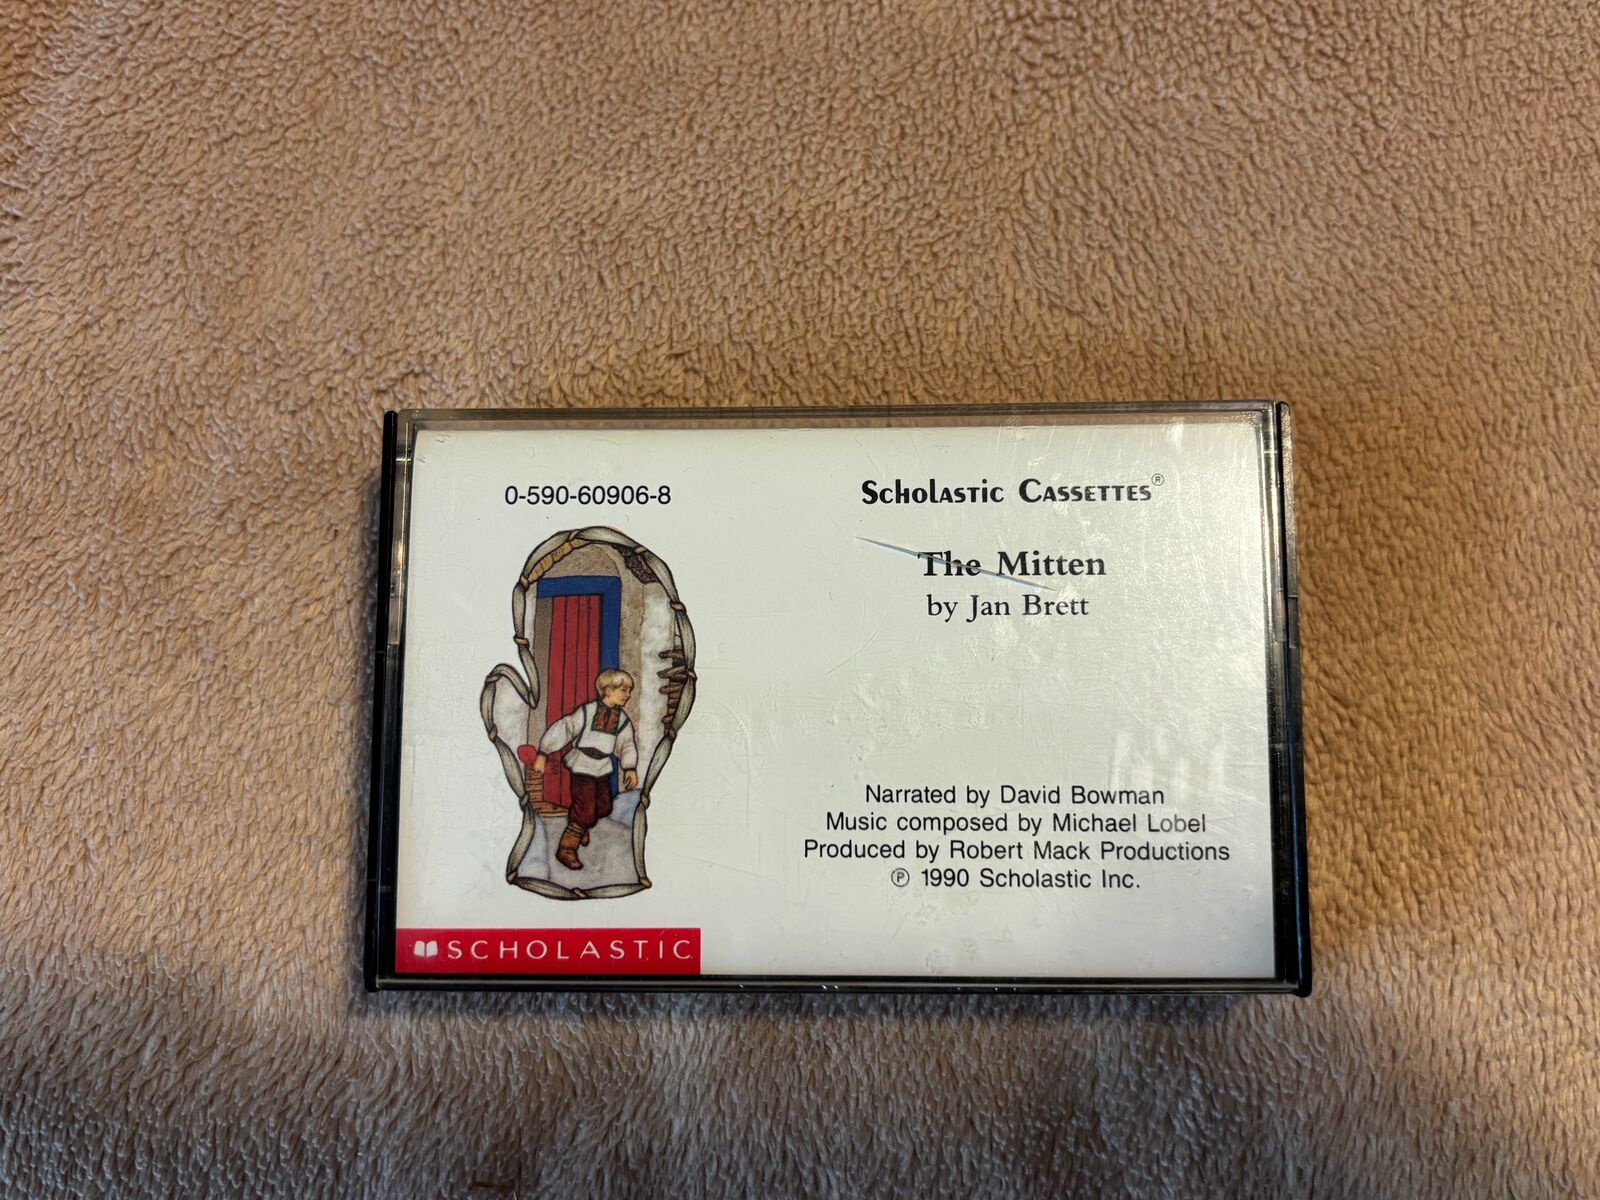 0-590-60906-8
Scholastic Cassettes®
The Mitten
by Jan Brett
Narrated by David Bowman
Music composed by Michael Lobel
Produced by Robert Mack Productions
℗ 1990 Scholastic Inc.
SCHOLASTIC